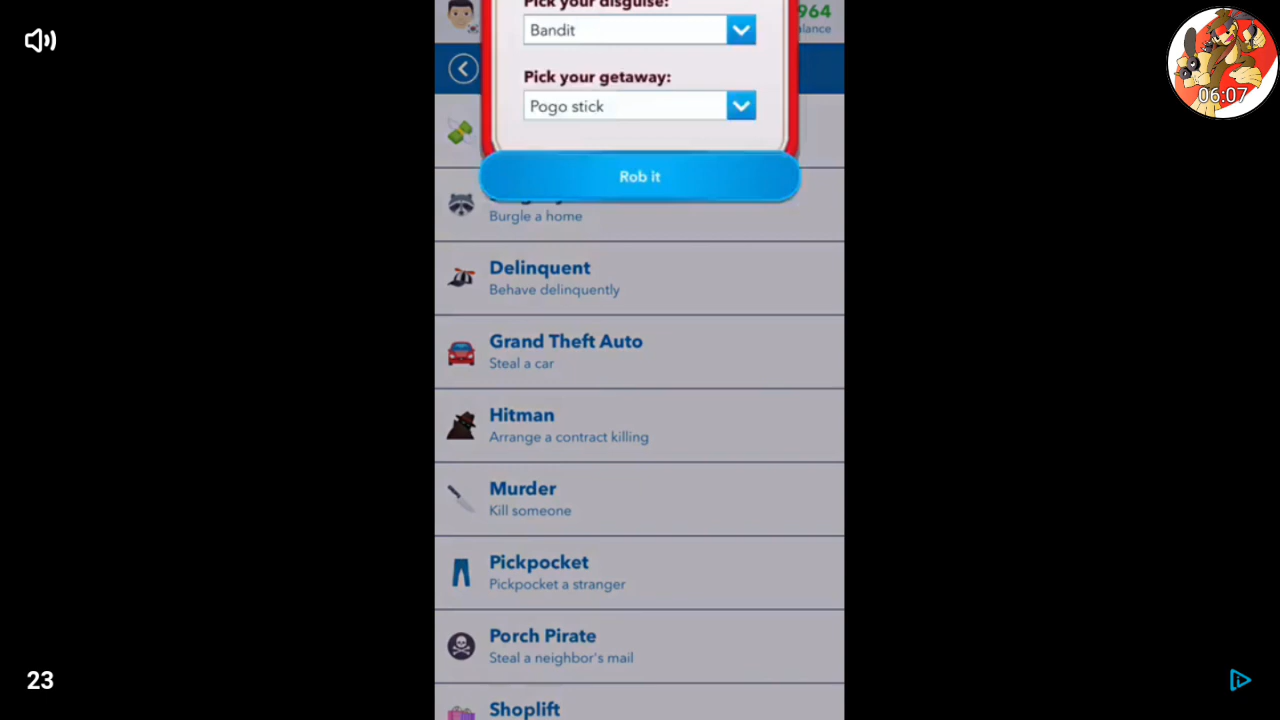 Pick your disguise:
964
Bandit
alance
Pick your getaway:
Pogo stick
06:07
Rob it
Burgle a home
Delinquent
Behave delinquently
Grand Theft Auto
Steal a car
Hitman
Arrange a contract killing
Murder
Kill someone
Pickpocket
Pickpocket a stranger
Porch Pirate
Steal a neighbor's mail
23
Shoplift